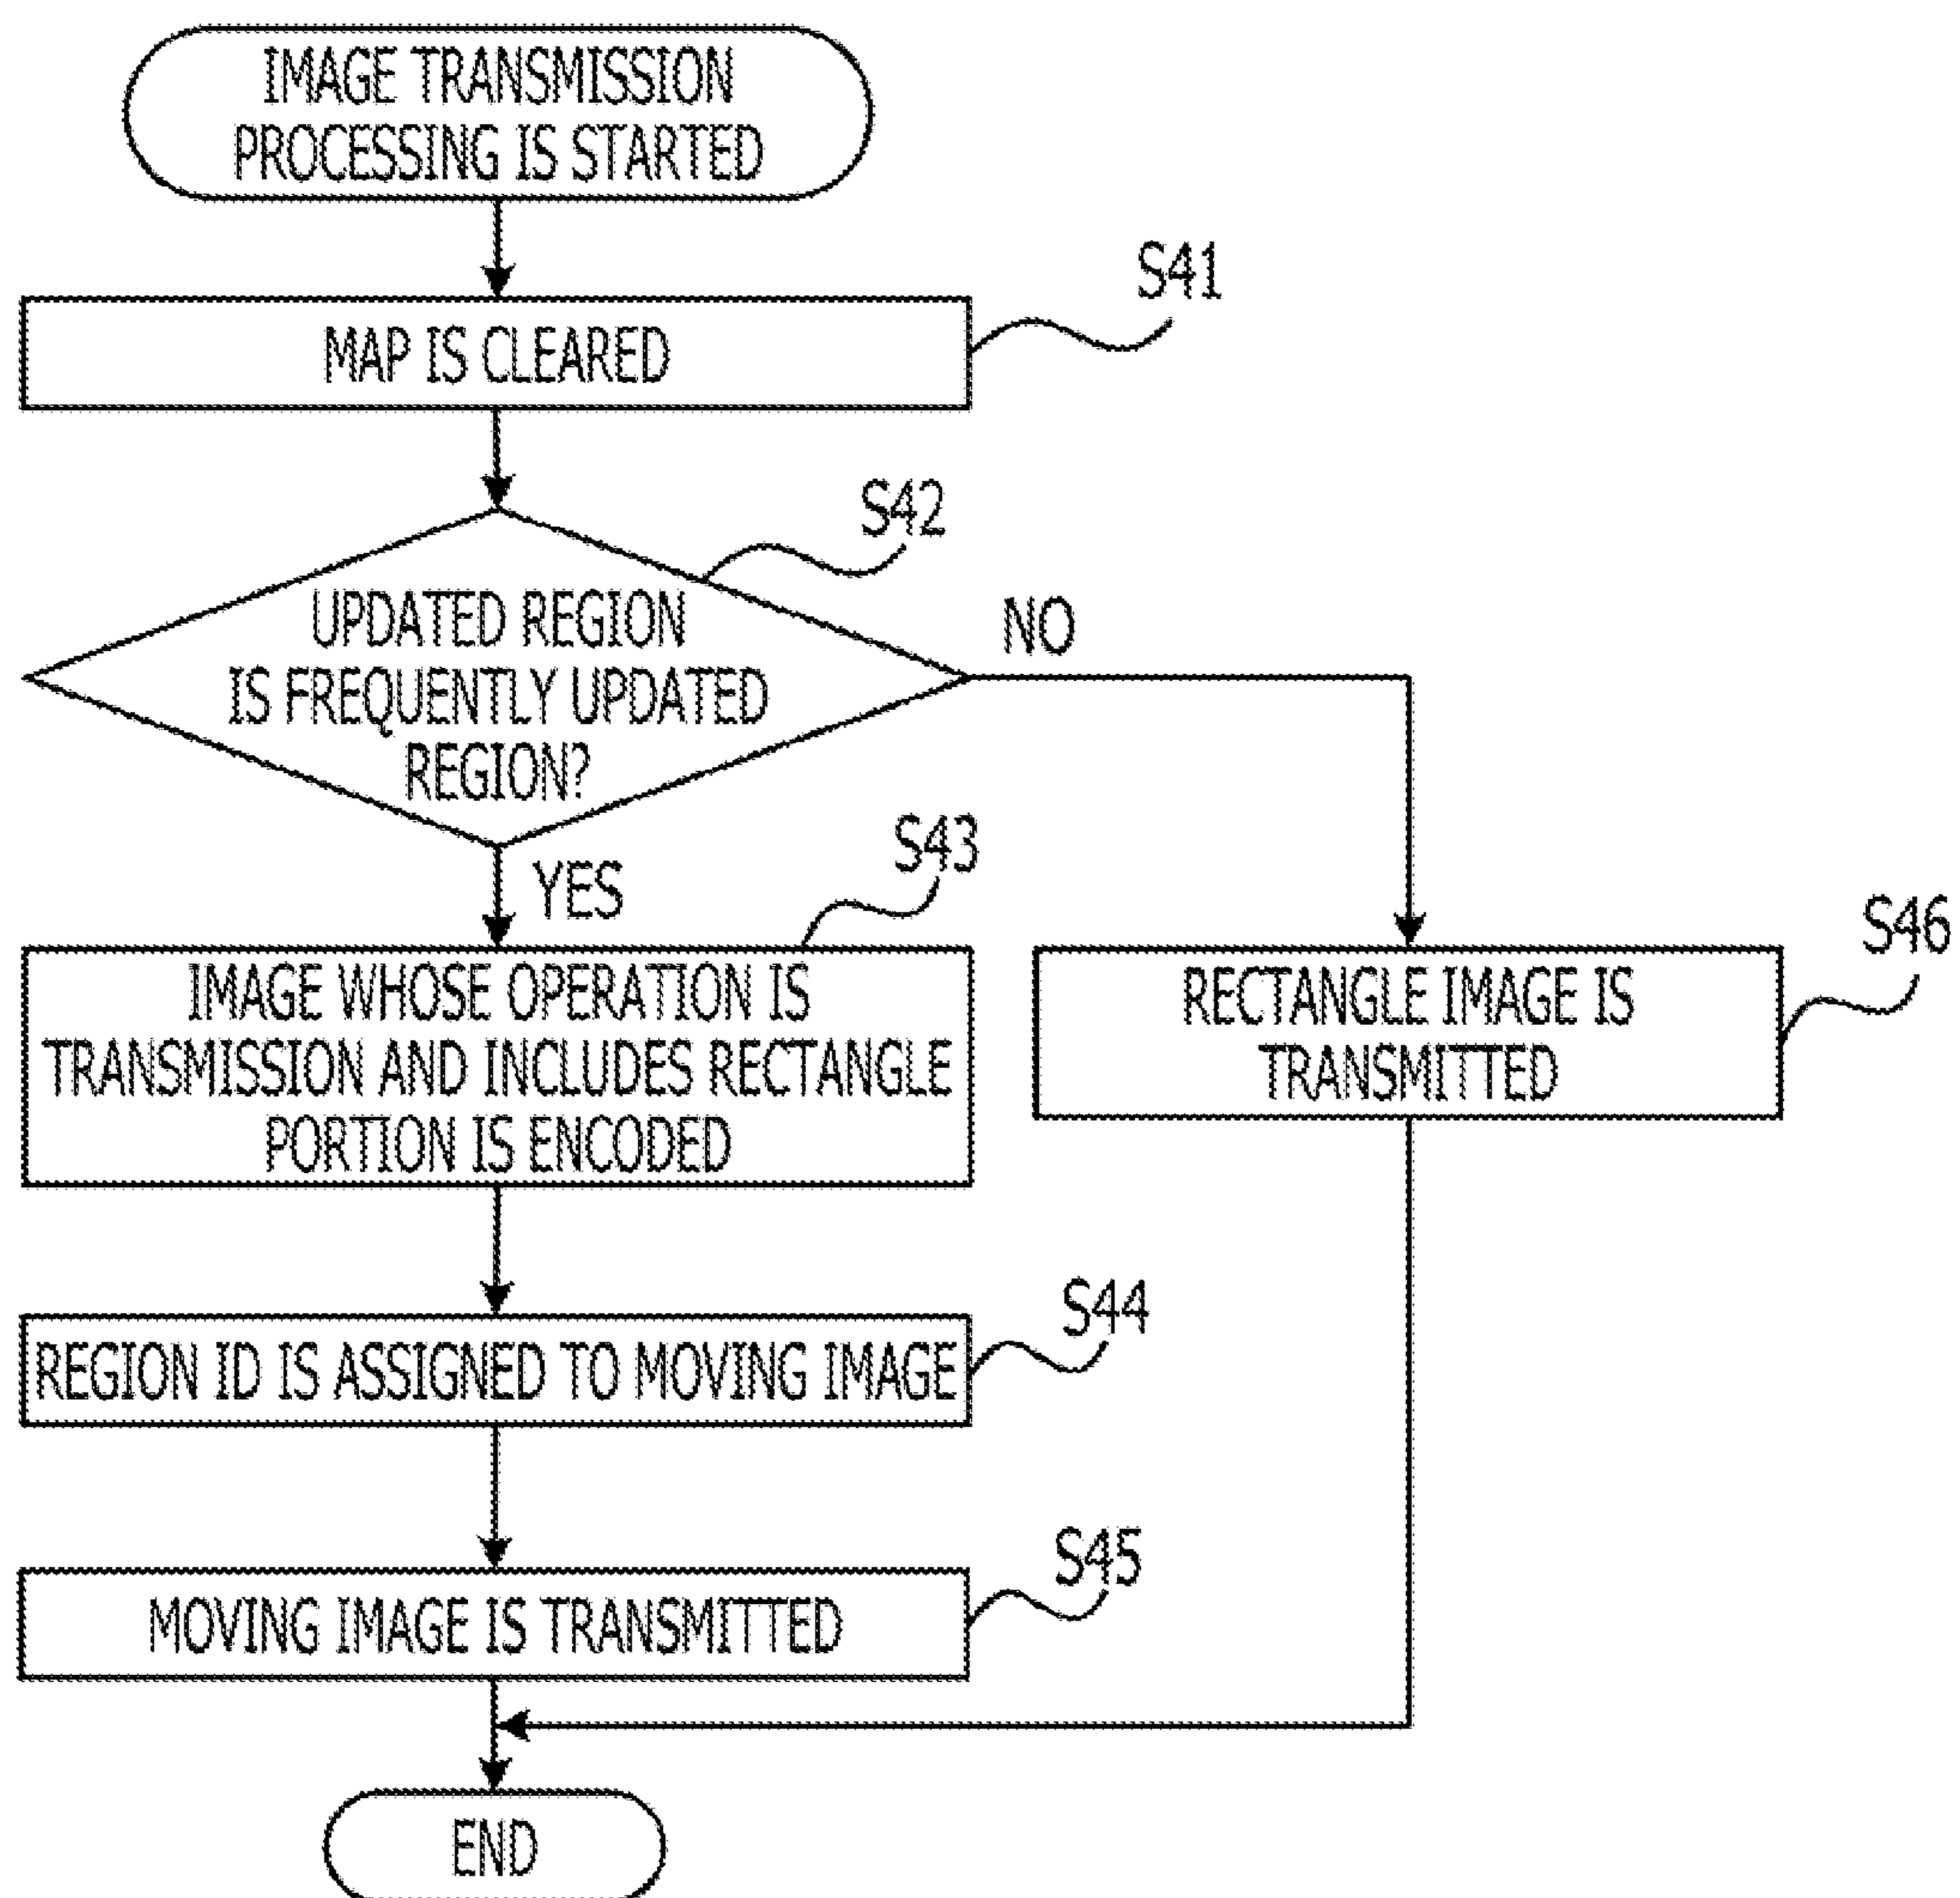 IMAGE TRANSMISSION
PROCESSING IS STARTED
S41
MAP IS CLEARED
S42
UPDATED REGION
IS FREQUENTLY UPDATED
REGION?
NO
YES
S43
IMAGE WHOSE OPERATION IS
TRANSMISSION AND INCLUDES RECTANGLE
PORTION IS ENCODED
S46
RECTANGLE IMAGE IS
TRANSMITTED
S44
REGION ID IS ASSIGNED TO MOVING IMAGE
S45
MOVING IMAGE IS TRANSMITTED
END